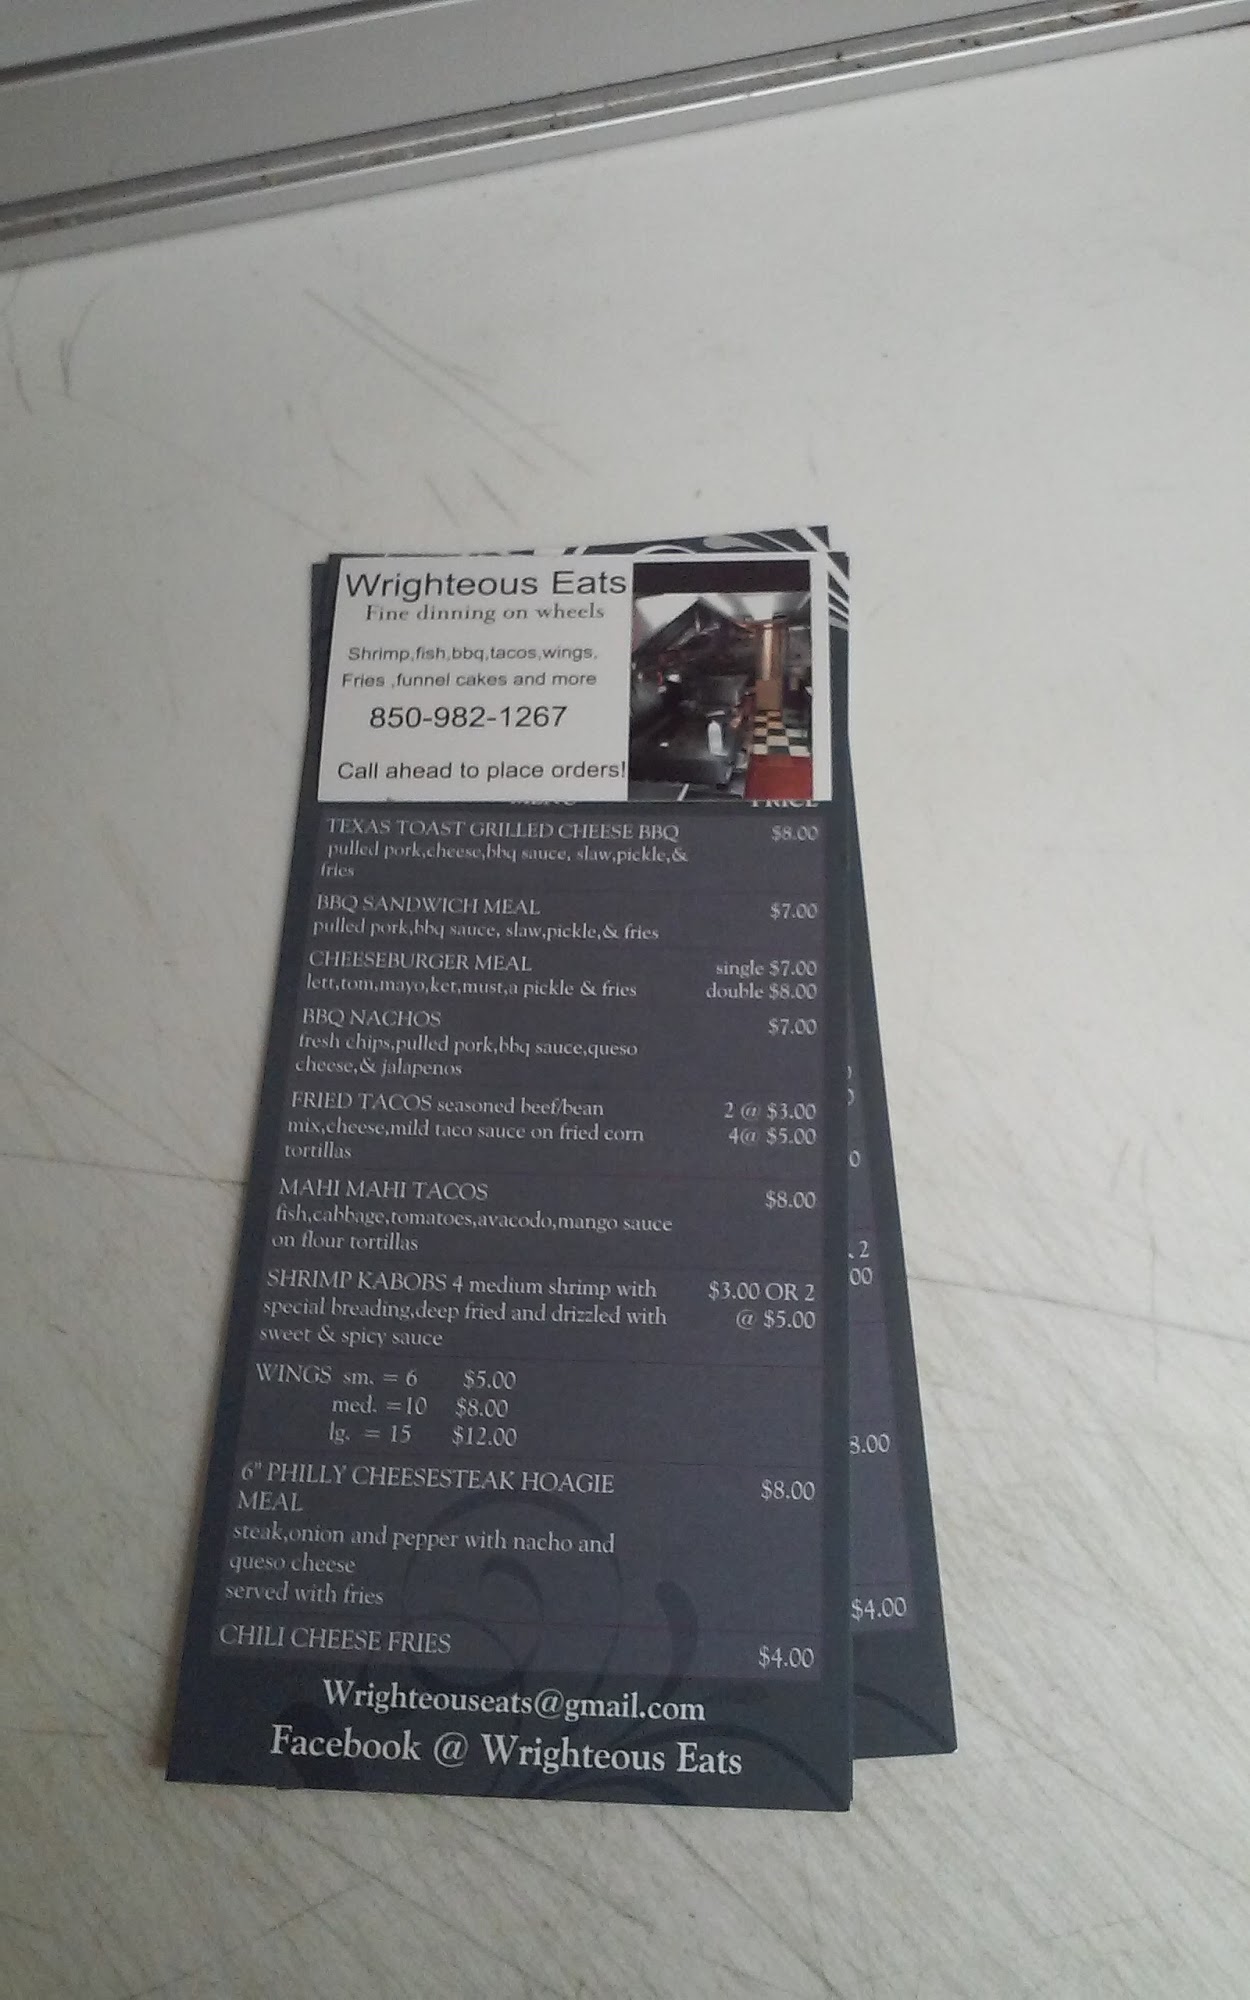 Wrighteous Eats
Fine dinning on wheels
Shrimp,fish,bbq,tacos,wings,
Fries ,funnel cakes and more
850-982-1267
Call ahead to place orders!
MENU PRICE
TEXAS TOAST GRILLED CHEESE BBQ $8.00
pulled pork,cheese,bbq sauce, slaw,pickle,&
fries
BBQ SANDWICH MEAL $7.00
pulled pork,bbq sauce, slaw,pickle,& fries
CHEESEBURGER MEAL single $7.00
lett,tom,mayo,ket,must,a pickle & fries double $8.00
BBQ NACHOS $7.00
fresh chips,pulled pork,bbq sauce,queso
cheese,& jalapenos
FRIED TACOS seasoned beef/bean 2 @ $3.00
mix,cheese,mild taco sauce on fried corn 4@ $5.00
tortillas
MAHI MAHI TACOS $8.00
fish,cabbage,tomatoes,avacodo,mango sauce
on flour tortillas
SHRIMP KABOBS 4 medium shrimp with $3.00 OR 2
special breading,deep fried and drizzled with @ $5.00
sweet & spicy sauce
WINGS sm. = 6 $5.00
med. =10 $8.00
lg. = 15 $12.00
6" PHILLY CHEESESTEAK HOAGIE $8.00
MEAL
steak,onion and pepper with nacho and
queso cheese
served with fries
CHILI CHEESE FRIES $4.00
Wrighteouseats@gmail.com
Facebook @ Wrighteous Eats
0
. 2
00
8.00
$4.00